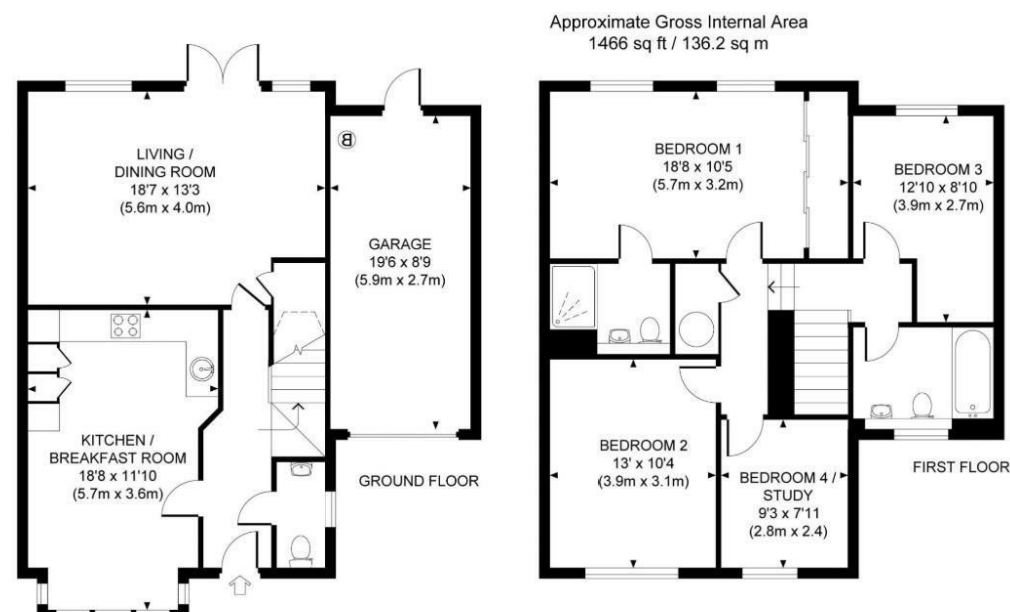 Approximate Gross Internal Area
1466 sq ft / 136.2 sq m
LIVING /
DINING ROOM
18'7 x 13'3
(5.6m x 4.0m)
B
GARAGE
19'6 x 8'9
(5.9m x 2.7m)
KITCHEN /
BREAKFAST ROOM
18'8 x 11'10
(5.7m x 3.6m)
GROUND FLOOR
BEDROOM 1
18'8 x 10'5
(5.7m x 3.2m)
BEDROOM 3
12'10 x 8'10
(3.9m x 2.7m)
BEDROOM 2
13' x 10'4
(3.9m x 3.1m)
BEDROOM 4 /
STUDY
9'3 x 7'11
(2.8m x 2.4)
FIRST FLOOR